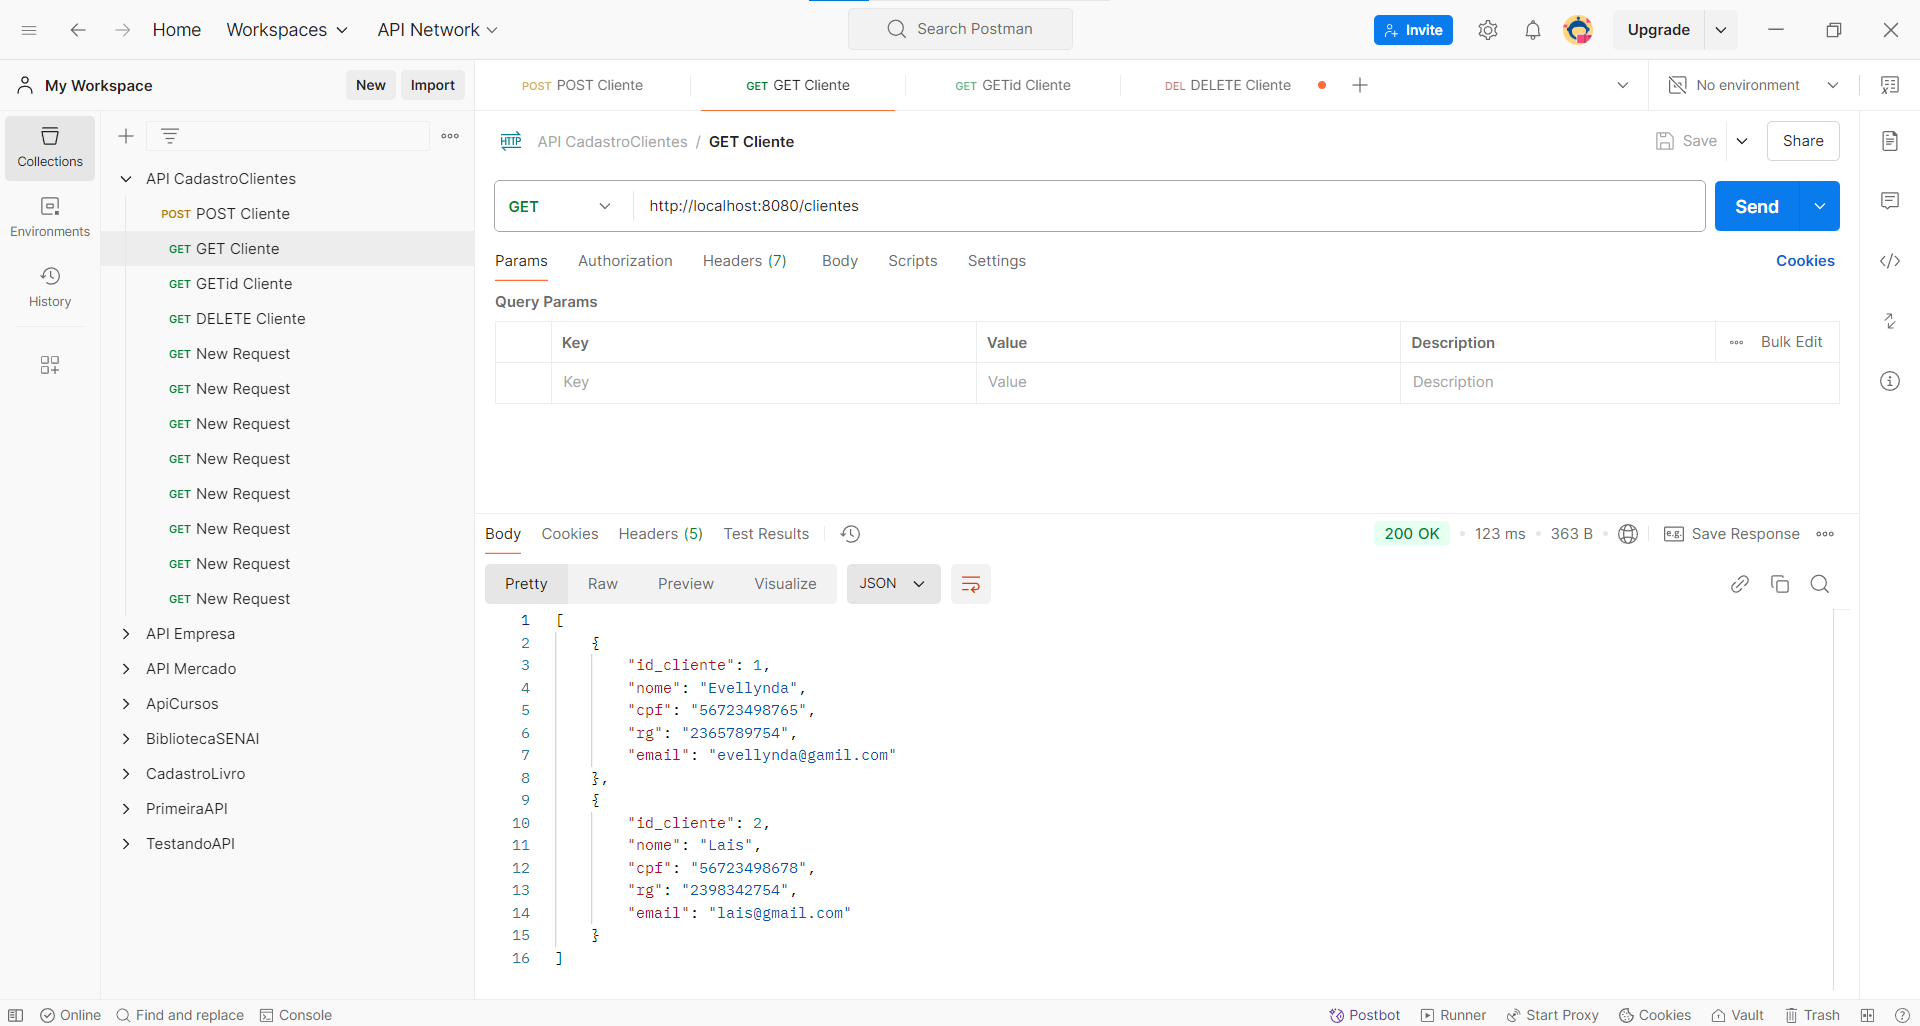 Home Workspaces API Network Search Postman Invite Upgrade
My Workspace New Import
POST POST Cliente GET GET Cliente GET GETid Cliente DEL DELETE Cliente No environment
Collections
Environments
History
API CadastroClientes
POST POST Cliente
GET GET Cliente
GET GETid Cliente
GET DELETE Cliente
GET New Request
GET New Request
GET New Request
GET New Request
GET New Request
GET New Request
GET New Request
GET New Request
API Empresa
API Mercado
ApiCursos
BibliotecaSENAI
CadastroLivro
PrimeiraAPI
TestandoAPI
HTTP API CadastroClientes / GET Cliente Save Share
GET http://localhost:8080/clientes Send
Params Authorization Headers (7) Body Scripts Settings Cookies
Query Params
Key Value Description Bulk Edit
Key Value Description
Body Cookies Headers (5) Test Results 200 OK 123 ms 363 B e.g. Save Response
Pretty Raw Preview Visualize JSON
1 [
2 {
3 "id_cliente": 1,
4 "nome": "Evellynda",
5 "cpf": "56723498765",
6 "rg": "2365789754",
7 "email": "evellynda@gamil.com"
8 },
9 {
10 "id_cliente": 2,
11 "nome": "Lais",
12 "cpf": "56723498678",
13 "rg": "2398342754",
14 "email": "lais@gmail.com"
15 }
16 ]
Online Find and replace Console Postbot Runner Start Proxy Cookies Vault Trash